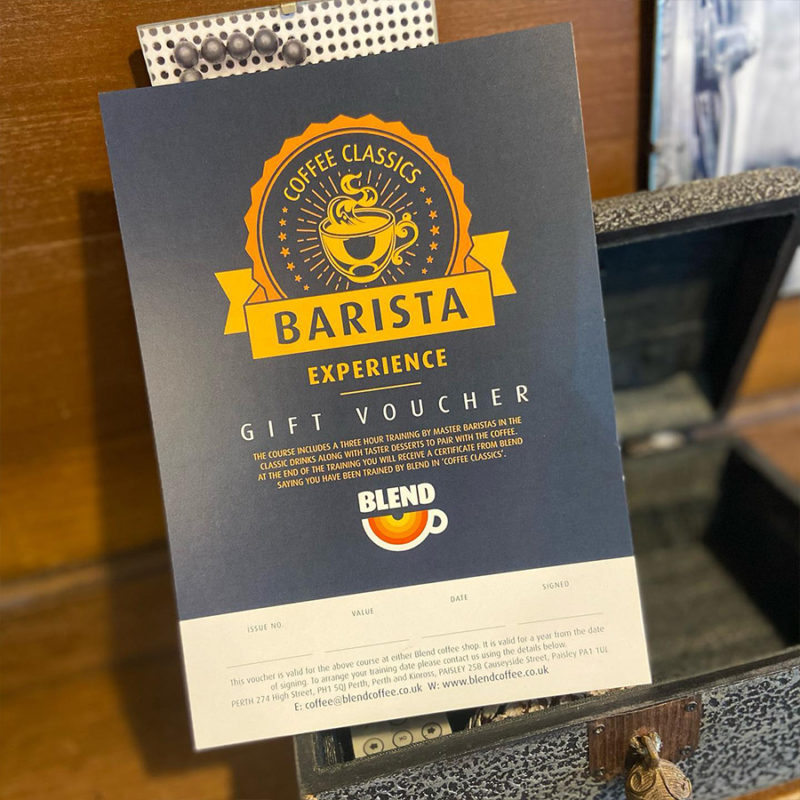 COFFEE CLASSICS
BARISTA
EXPERIENCE
GIFT VOUCHER
THE COURSE INCLUDES A THREE HOUR TRAINING BY MASTER BARISTAS IN THE
CLASSIC DRINKS ALONG WITH TASTER DESSERTS TO PAIR WITH THE COFFEE.
AT THE END OF THE TRAINING YOU WILL RECEIVE A CERTIFICATE FROM BLEND
SAYING YOU HAVE BEEN TRAINED BY BLEND IN 'COFFEE CLASSICS'.
BLEND
ISSUE NO. VALUE DATE SIGNED
This voucher is valid for the above course at either Blend coffee shop. It is valid for a year from the date
of signing. To arrange your training date please contact us using the details below.
PERTH 274 High Street, PH1 5QJ Perth, Perth and Kinross, PAISLEY 25B Causeyside Street, Paisley PA1 1UL
E: coffee@blendcoffee.co.uk W: www.blendcoffee.co.uk